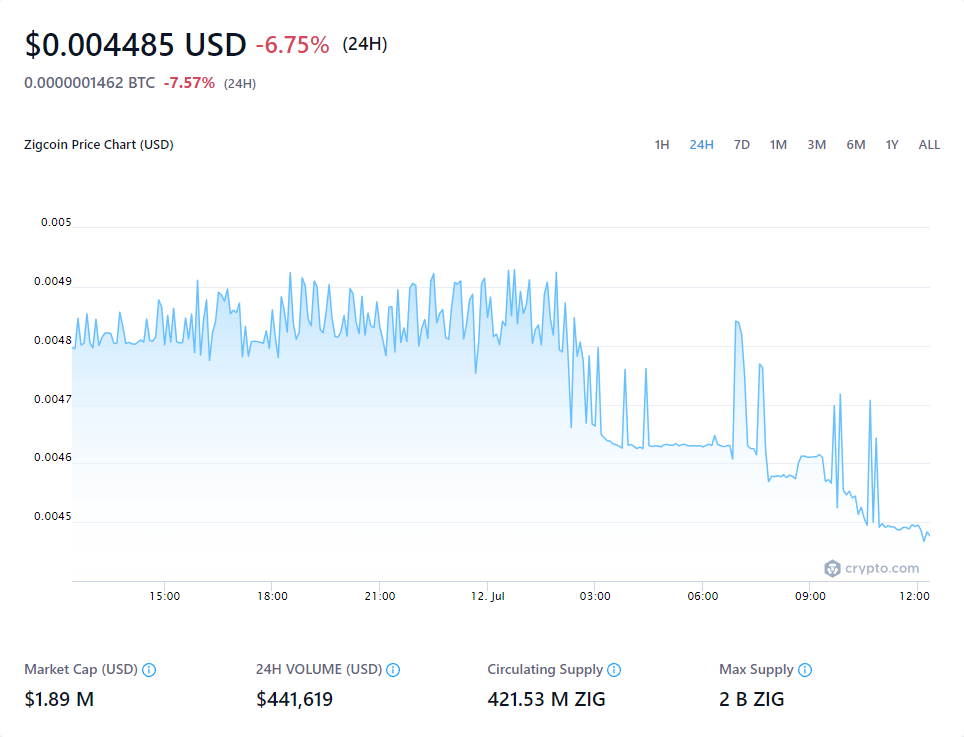 $0.004485 USD -6.75% (24H)
0.0000001462 BTC -7.57% (24H)
Zigcoin Price Chart (USD)
1H 24H 7D 1M 3M 6M 1Y ALL
0.005
0.0049
0.0048
0.0047
0.0046
0.0045
crypto.com
15:00 18:00 21:00 12. Jul 03:00 06:00 09:00 12:00
Market Cap (USD) 24H VOLUME (USD) Circulating Supply Max Supply
$1.89 M $441,619 421.53 M ZIG 2 B ZIG